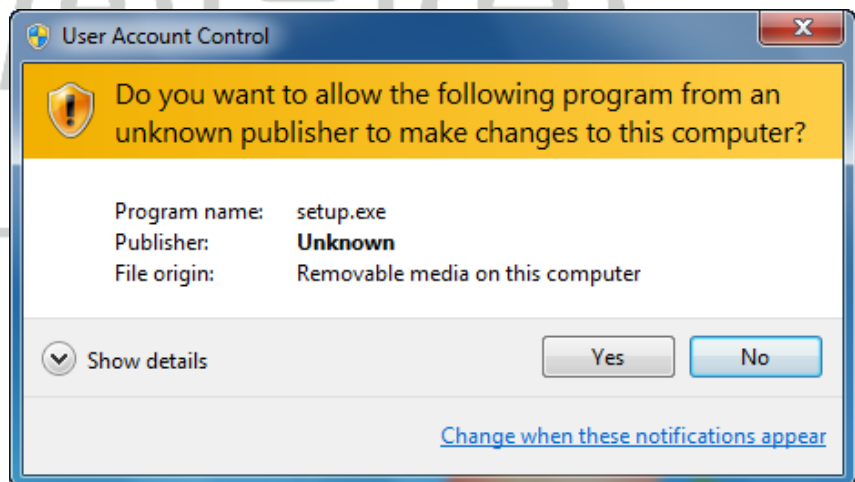 User Account Control
Do you want to allow the following program from an
unknown publisher to make changes to this computer?
Program name: setup.exe
Publisher: Unknown
File origin: Removable media on this computer
Show details
Yes
No
Change when these notifications appear